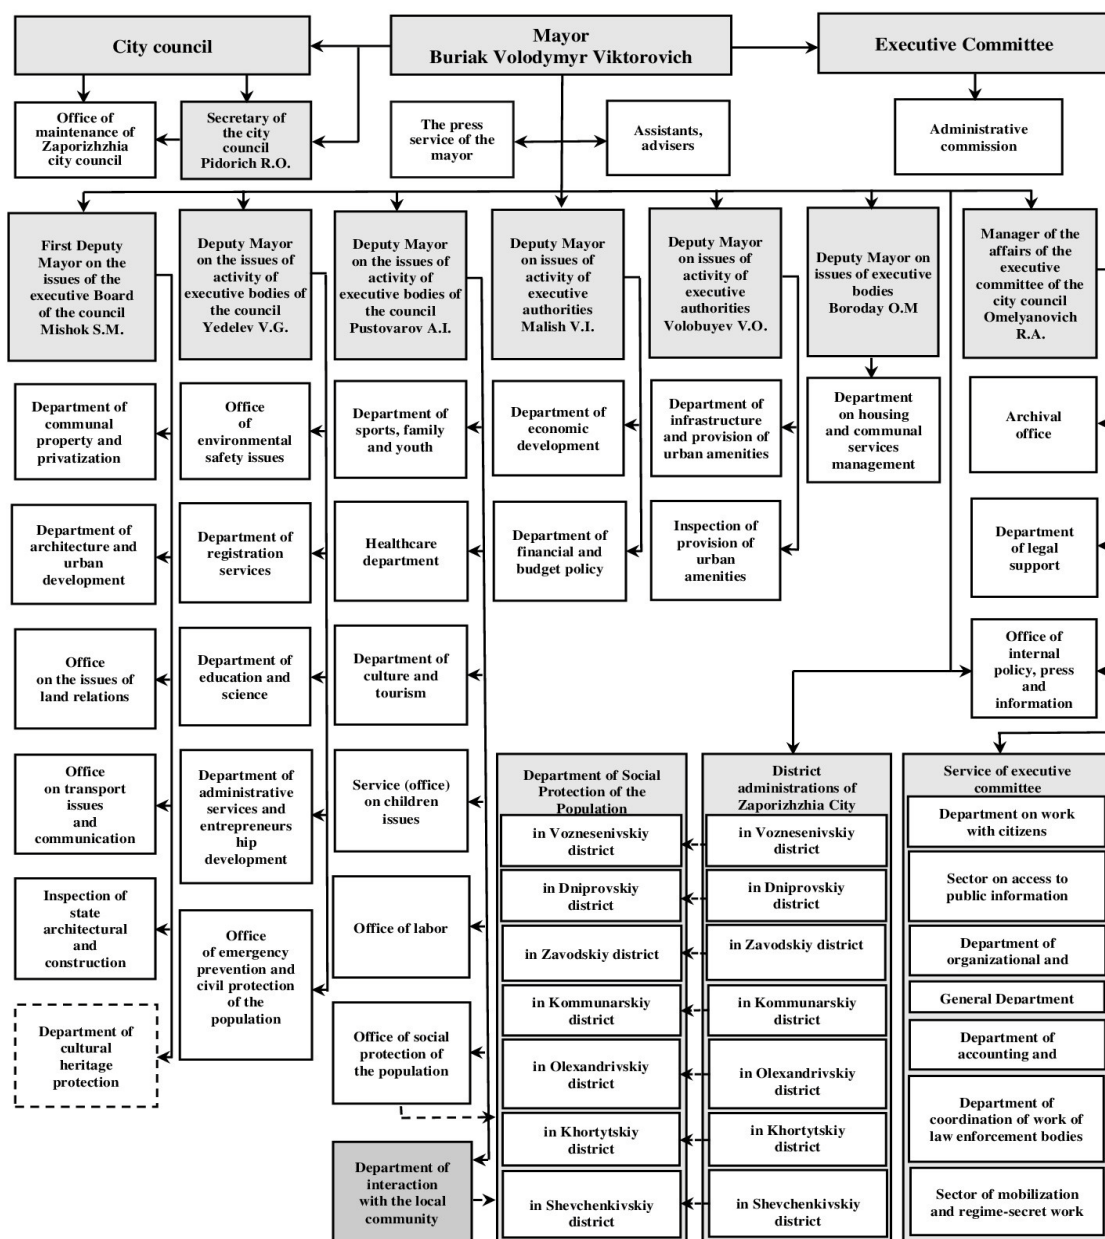 City council
Mayor
Buriak Volodymyr Viktorovich
Executive Committee
Office of
maintenance of
Zaporizhzhia
city council
Secretary of
the city
council
Pidorich R.O.
The press
service of the
mayor
Assistants,
advisers
Administrative
commission
First Deputy
Mayor on the
issues of the
executive Board
of the council
Mishok S.M.
Deputy Mayor
on the issues of
activity of
executive bodies of
the council
Yedelev V.G.
Deputy Mayor
on the issues of
activity of
executive bodies of
the council
Pustovarov A.I.
Deputy Mayor
on issues of
activity of
executive
authorities
Malish V.I.
Deputy Mayor
on issues of
activity of
executive
authorities
Volobuyev V.O.
Deputy Mayor on
issues of executive
bodies
Boroday O.M
Manager of the
affairs of the
executive
committee of the
city council
Omelyanovich
R.A.
Department of
communal
property and
privatization
Office
of
environmental
safety issues
Department of
sports, family
and youth
Department of
economic
development
Department of
infrastructure
and provision of
urban amenities
Department
on housing
and communal
services
management
Archival
office
Department of
architecture and
urban
development
Department of
registration
services
Healthcare
department
Department of
financial and
budget policy
Inspection of
provision of
urban
amenities
Department
of legal
support
Office
on the issues of
land relations
Department of
education and
science
Department of
culture and
tourism
Office of
internal
policy, press
and
information
Office
on transport
issues
and
communication
Department of
administrative
services and
entrepreneurs
hip
development
Service (office)
on children
issues
Inspection of
state
architectural
and
construction
Office
of emergency
prevention and
civil protection
of the
population
Office of labor
Department of
cultural
heritage
protection
Office of social
protection of
the population
Department of
interaction
with the local
community
Department of Social
Protection of the
Population
in Voznesenivskiy
district
in Dniprovskiy
district
in Zavodskiy district
in Kommunarskiy
district
in Olexandrivskiy
district
in Khortytskiy
district
in Shevchenkivskiy
district
District
administrations of
Zaporizhzhia City
in Voznesenivskiy
district
in Dniprovskiy
district
in Zavodskiy district
in Kommunarskiy
district
in Olexandrivskiy
district
in Khortytskiy
district
in Shevchenkivskiy
district
Service of executive
committee
Department on work
with citizens
Sector on access to
public information
Department of
organizational and
General Department
Department of
accounting and
Department of
coordination of work of
law enforcement bodies
Sector of mobilization
and regime-secret work